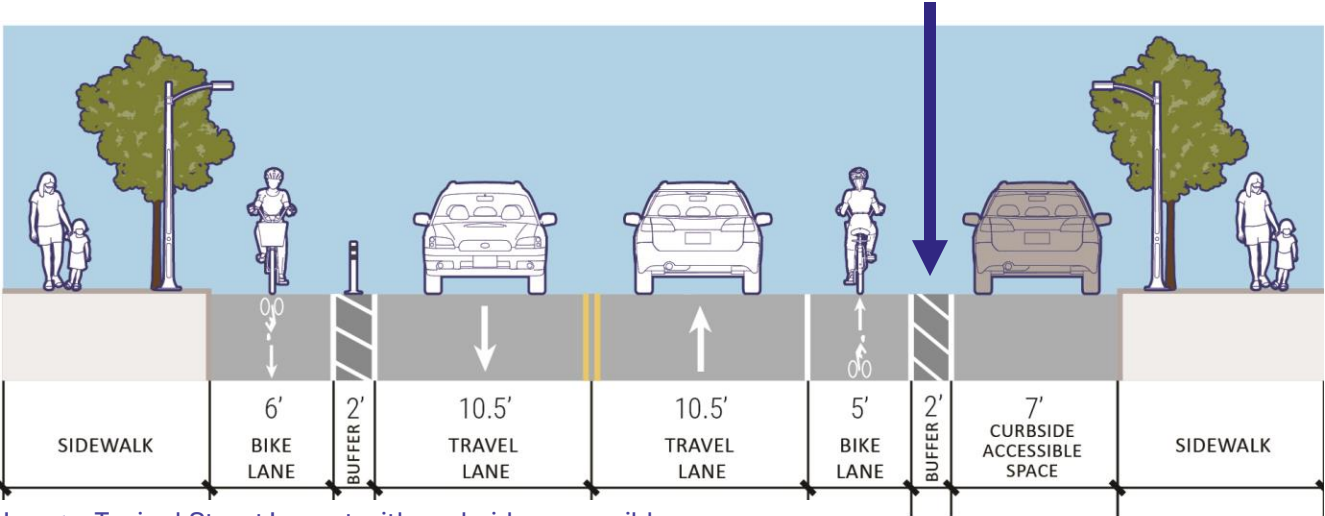 6'
2'
10.5'
10.5'
5'
2'
7'
SIDEWALK
BIKE
LANE
BUFFER
TRAVEL
LANE
TRAVEL
LANE
BIKE
LANE
BUFFER
CURBSIDE
ACCESSIBLE
SPACE
SIDEWALK